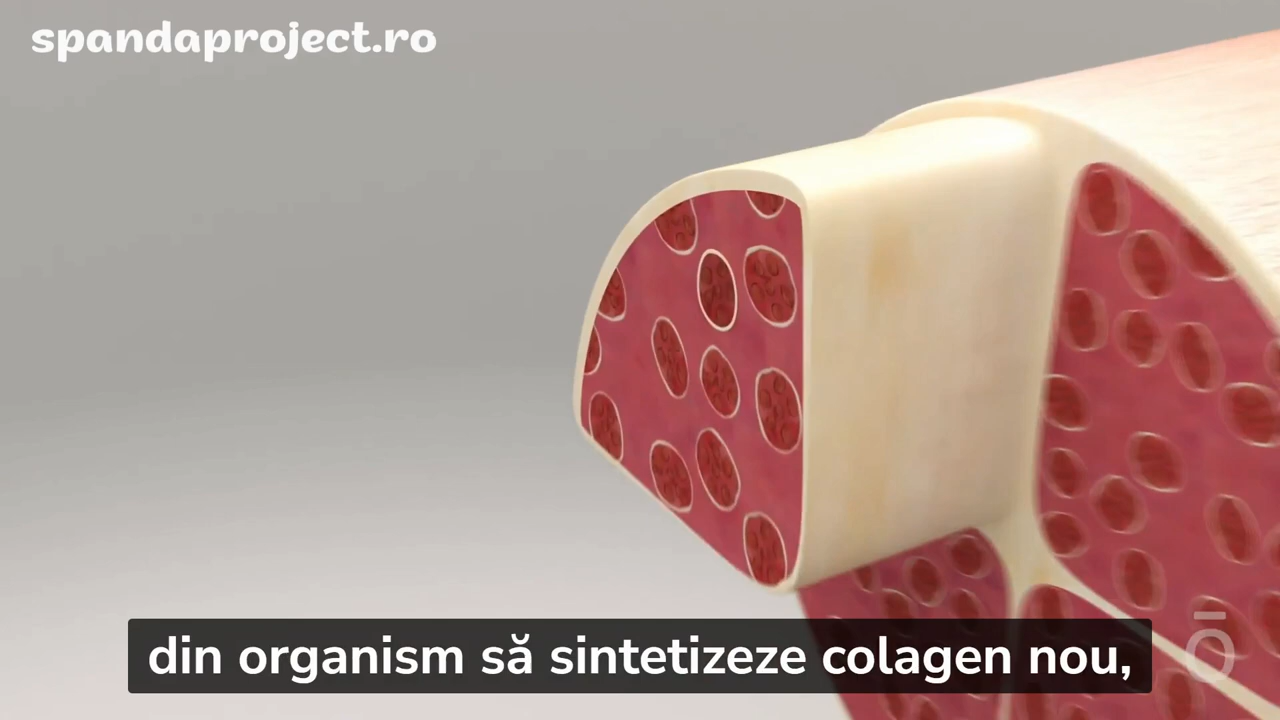 spandaproject.ro
din organism să sintetizeze colagen nou,
Ō